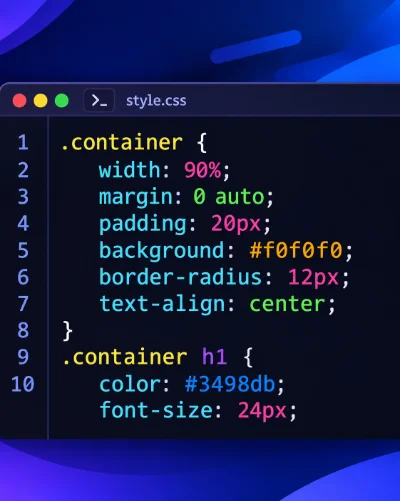 >_ style.css
1 .container {
2 width: 90%;
3 margin: 0 auto;
4 padding: 20px;
5 background: #f0f0f0;
6 border-radius: 12px;
7 text-align: center;
8 }
9 .container h1 {
10 color: #3498db;
font-size: 24px;